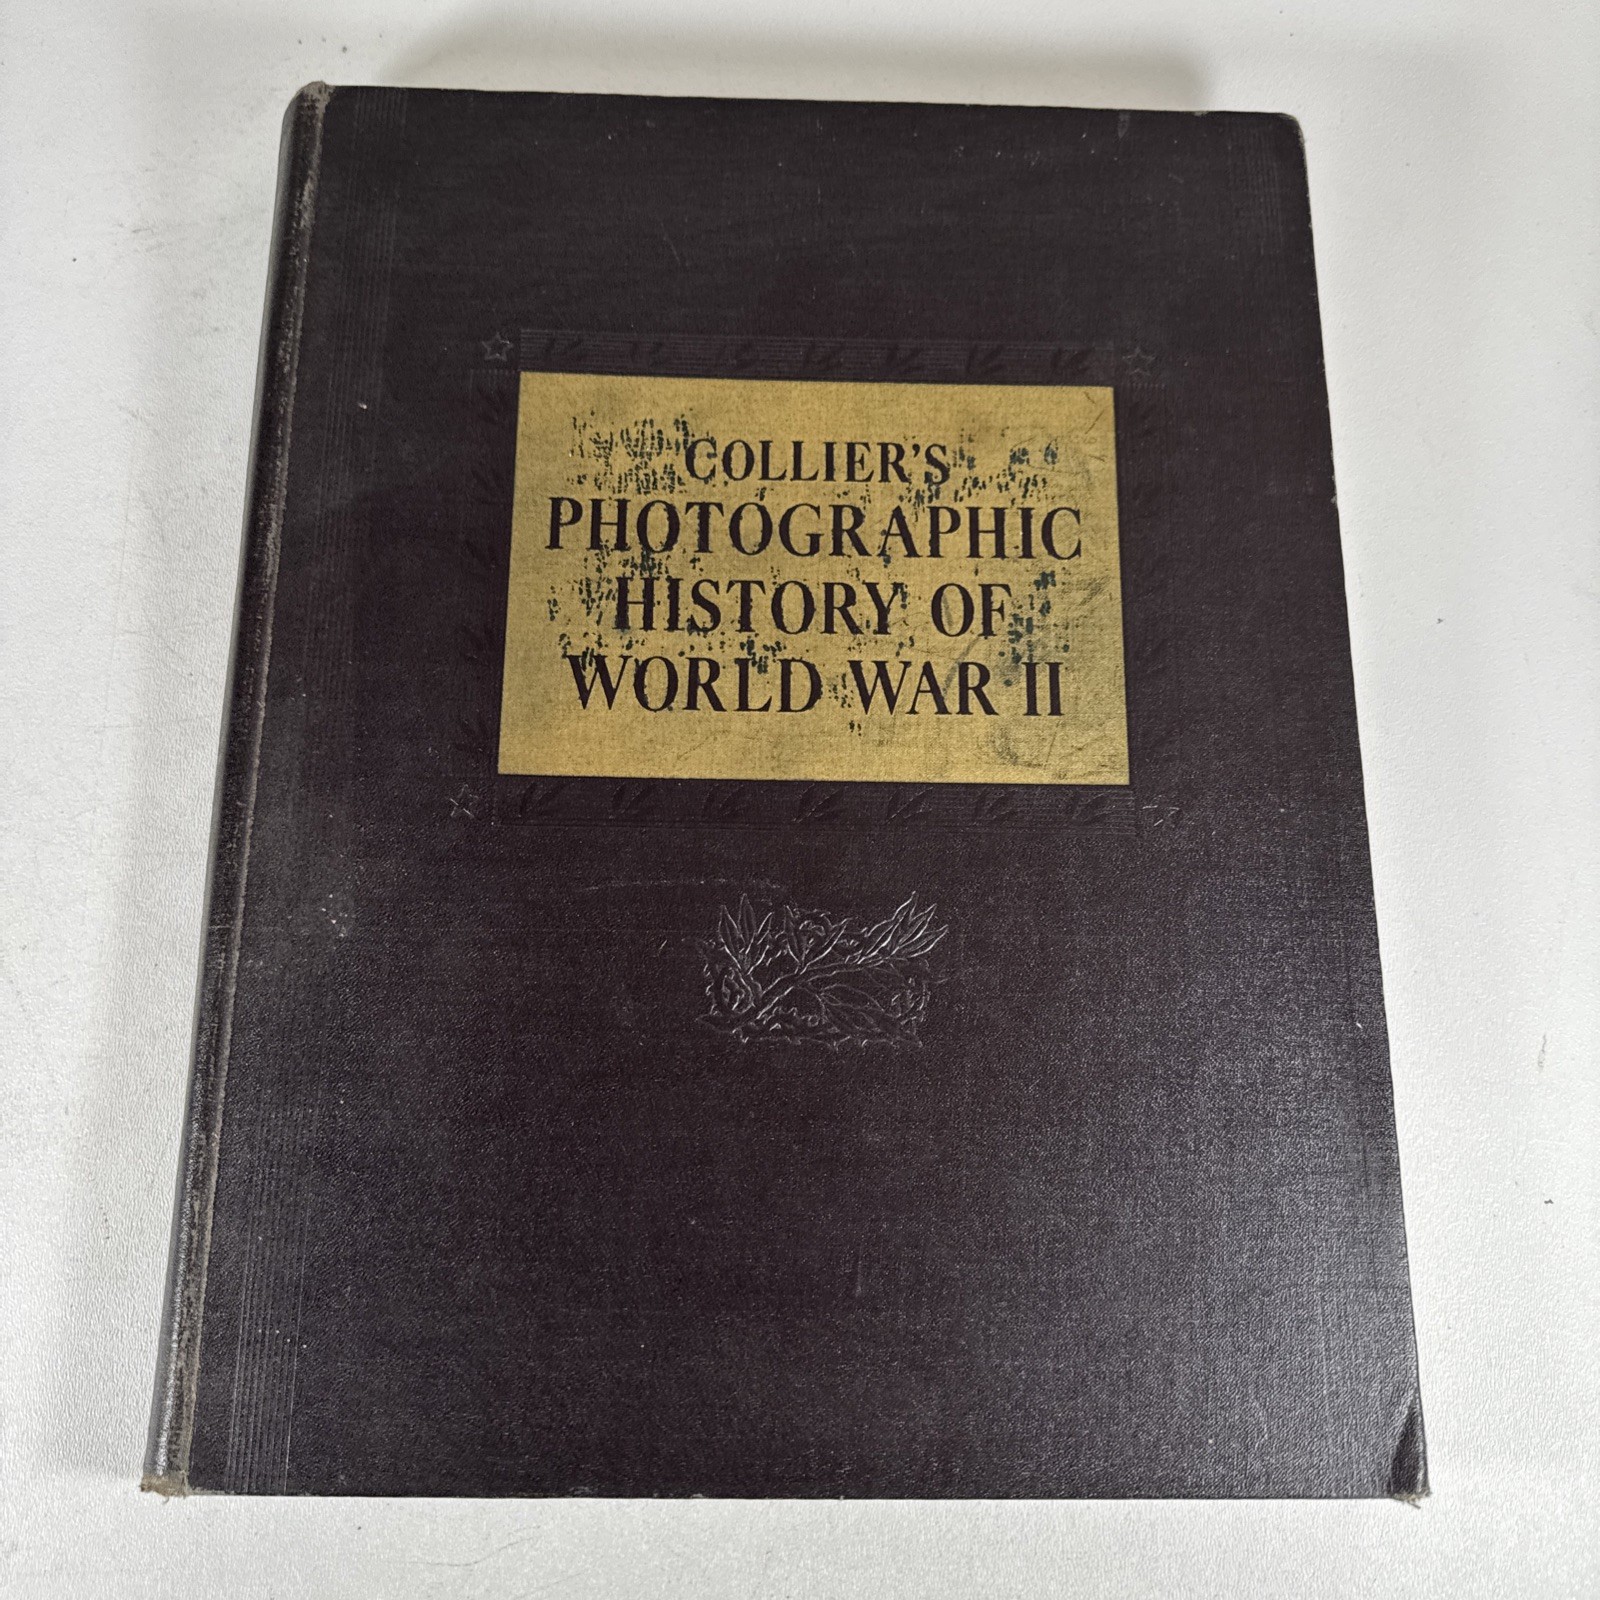 COLLIER'S
PHOTOGRAPHIC
HISTORY OF
WORLD WAR II